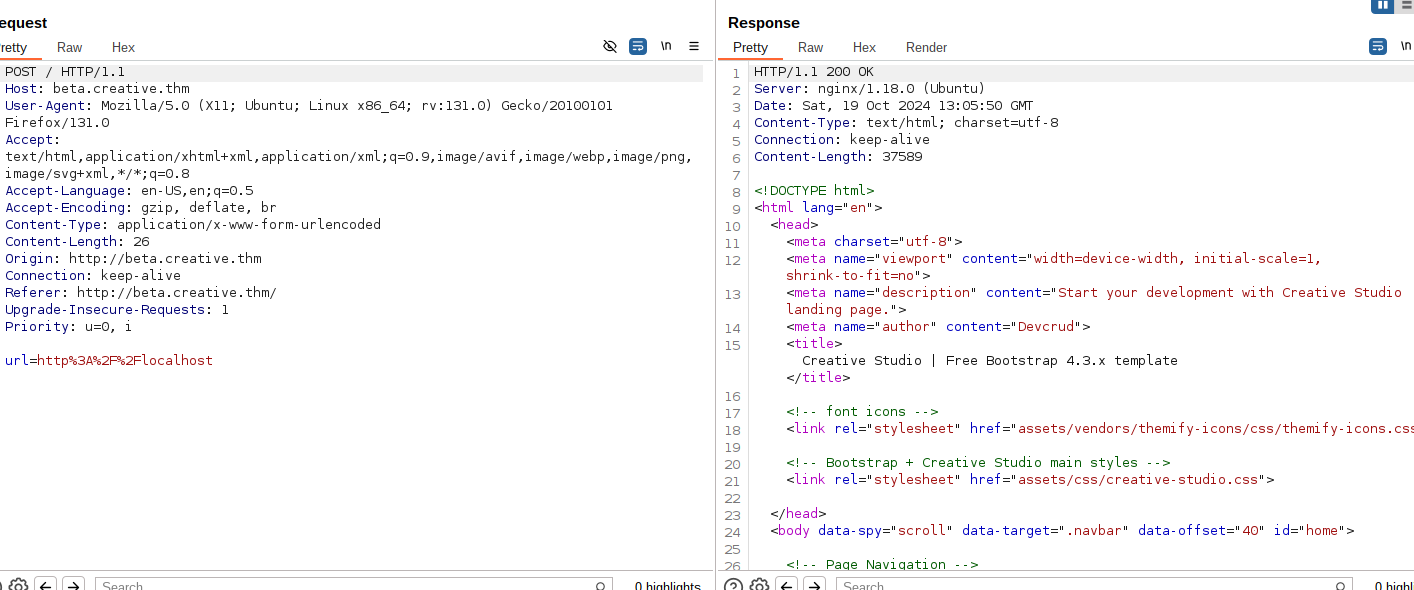 equest
etty Raw Hex
\n
POST / HTTP/1.1
Host: beta.creative.thm
User-Agent: Mozilla/5.0 (X11; Ubuntu; Linux x86_64; rv:131.0) Gecko/20100101
Firefox/131.0
Accept:
text/html,application/xhtml+xml,application/xml;q=0.9,image/avif,image/webp,image/png,
image/svg+xml,*/*;q=0.8
Accept-Language: en-US,en;q=0.5
Accept-Encoding: gzip, deflate, br
Content-Type: application/x-www-form-urlencoded
Content-Length: 26
Origin: http://beta.creative.thm
Connection: keep-alive
Referer: http://beta.creative.thm/
Upgrade-Insecure-Requests: 1
Priority: u=0, i
url=http%3A%2F%2Flocalhost
Search
0 highlights
Response
Pretty Raw Hex Render
\n
1 HTTP/1.1 200 OK
2 Server: nginx/1.18.0 (Ubuntu)
3 Date: Sat, 19 Oct 2024 13:05:50 GMT
4 Content-Type: text/html; charset=utf-8
5 Connection: keep-alive
6 Content-Length: 37589
7
8 <!DOCTYPE html>
9 <html lang="en">
10 <head>
11 <meta charset="utf-8">
12 <meta name="viewport" content="width=device-width, initial-scale=1,
shrink-to-fit=no">
13 <meta name="description" content="Start your development with Creative Studio
landing page.">
14 <meta name="author" content="Devcrud">
15 <title>
Creative Studio | Free Bootstrap 4.3.x template
</title>
16
17 <!-- font icons -->
18 <link rel="stylesheet" href="assets/vendors/themify-icons/css/themify-icons.css
19
20 <!-- Bootstrap + Creative Studio main styles -->
21 <link rel="stylesheet" href="assets/css/creative-studio.css">
22
23 </head>
24 <body data-spy="scroll" data-target=".navbar" data-offset="40" id="home">
25
26 <!-- Page Navigation -->
Search
0 highl